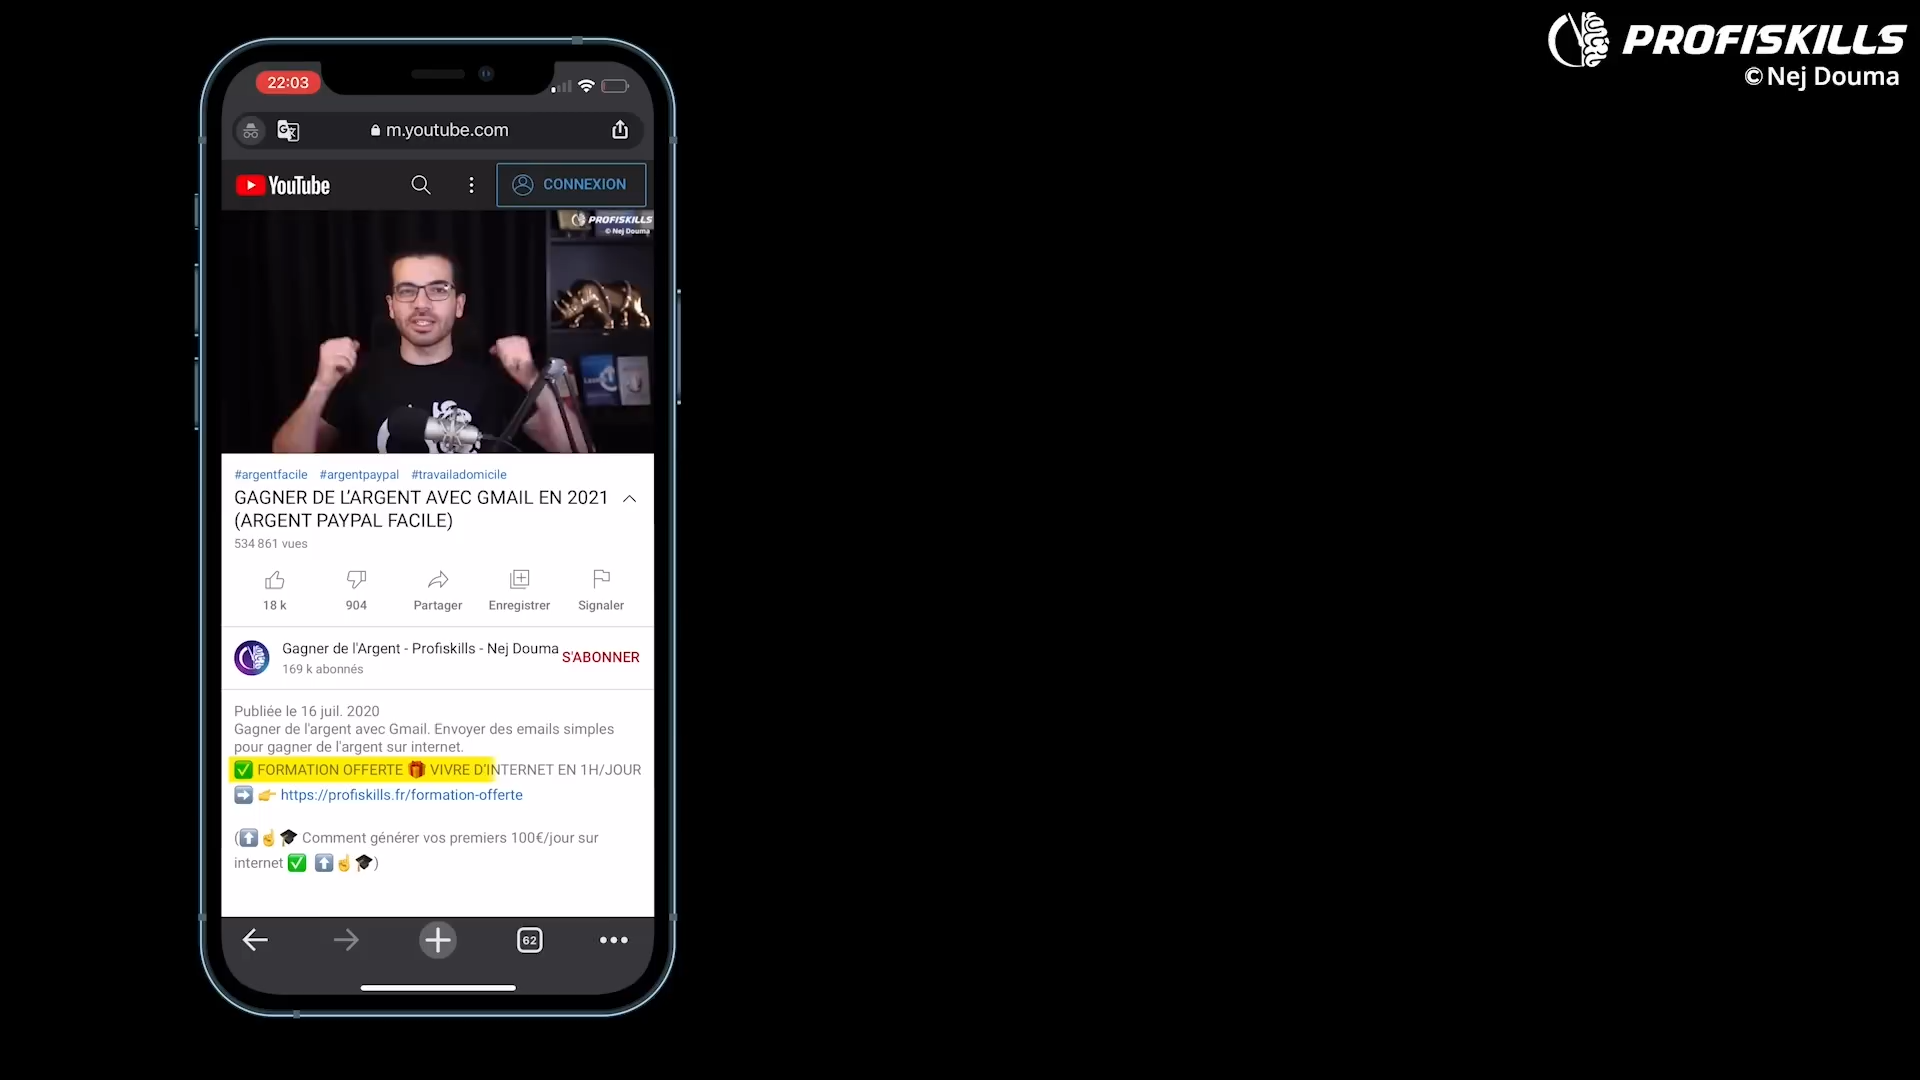 PROFISKILLS
© Nej Douma
22:03
m.youtube.com
YouTube
CONNEXION
PROFISKILLS
© Nej Douma
#argentfacile #argentpaypal #travailadomicile
GAGNER DE L'ARGENT AVEC GMAIL EN 2021
(ARGENT PAYPAL FACILE)
534 861 vues
18 k
904
Partager
Enregistrer
Signaler
Gagner de l'Argent - Profiskills - Nej Douma
S'ABONNER
169 k abonnés
Publiée le 16 juil. 2020
Gagner de l'argent avec Gmail. Envoyer des emails simples
pour gagner de l'argent sur internet.
✅ FORMATION OFFERTE 🎁 VIVRE D'INTERNET EN 1H/JOUR
➡️ 👉 https://profiskills.fr/formation-offerte
(⬆️☝️🎓 Comment générer vos premiers 100€/jour sur
internet ✅ ⬆️☝️🎓)
62